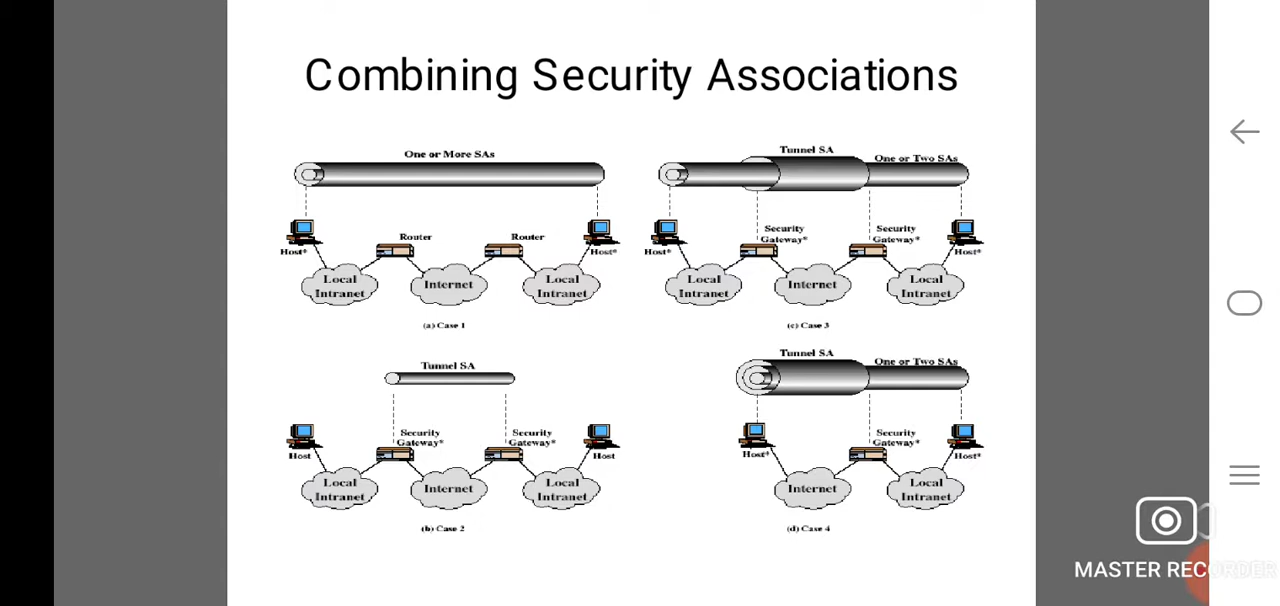 Combining Security Associations
One or More SAs
Host*
Router
Router
Host*
Local
Intranet
Internet
Local
Intranet
(a) Case 1
Tunnel SA
One or Two SAs
Host*
Security
Gateway*
Security
Gateway*
Host*
Local
Intranet
Internet
Local
Intranet
(c) Case 3
Tunnel SA
Host
Security
Gateway*
Security
Gateway*
Host
Local
Intranet
Internet
Local
Intranet
(b) Case 2
Tunnel SA
One or Two SAs
Host*
Security
Gateway*
Host*
Internet
Local
Intranet
(d) Case 4
MASTER RECORDER